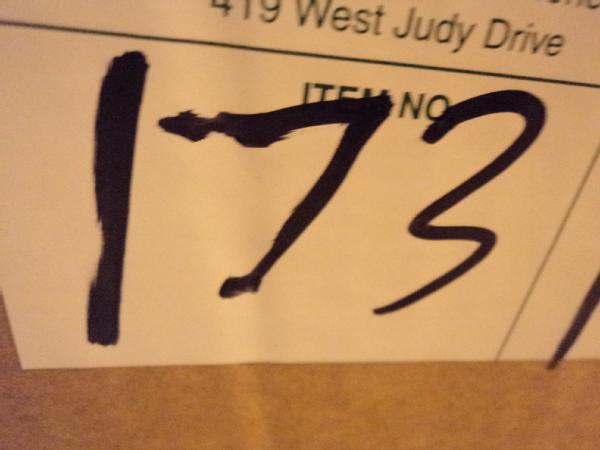 419 West Judy Drive
ITEM NO
173